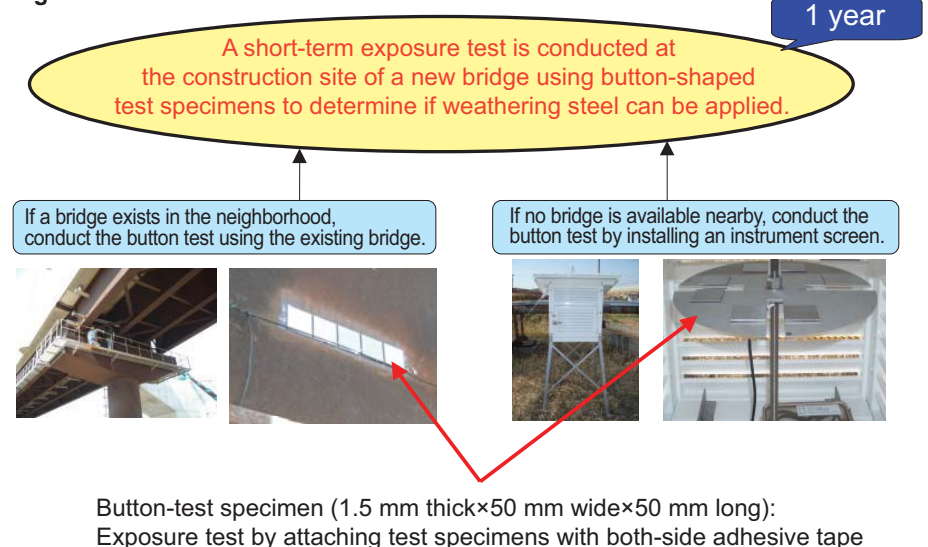 1 year
A short-term exposure test is conducted at
the construction site of a new bridge using button-shaped
test specimens to determine if weathering steel can be applied.
If a bridge exists in the neighborhood,
conduct the button test using the existing bridge.
If no bridge is available nearby, conduct the
button test by installing an instrument screen.
Button-test specimen (1.5 mm thick×50 mm wide×50 mm long):
Exposure test by attaching test specimens with both-side adhesive tape